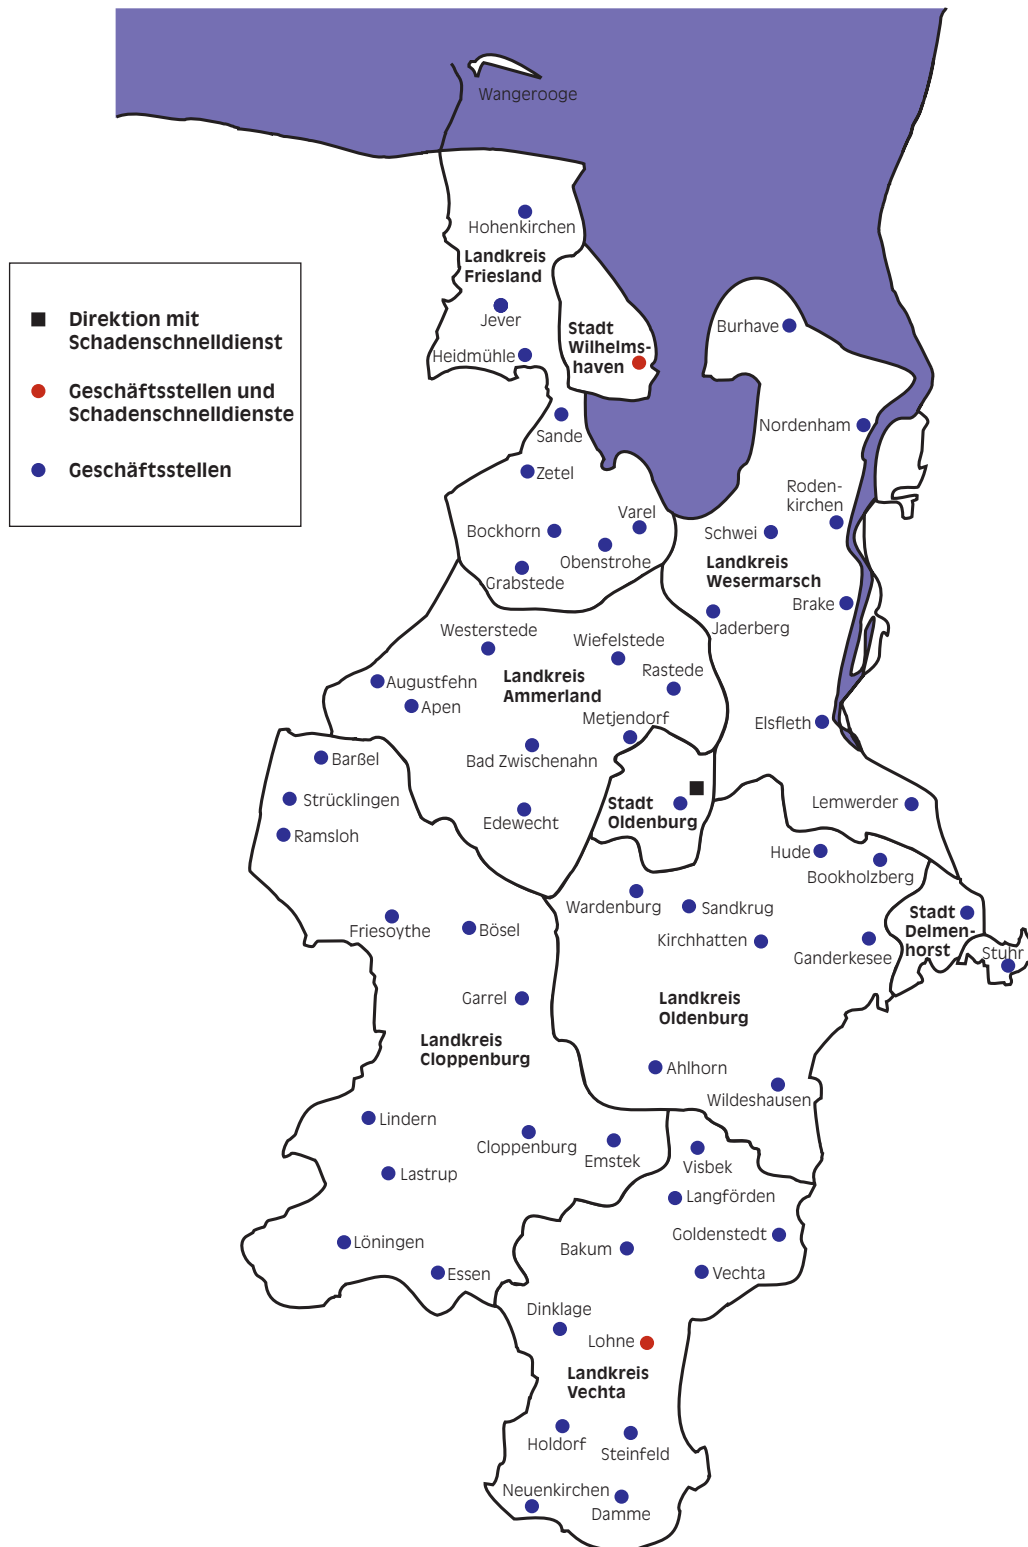 Wangerooge
Hohenkirchen
Landkreis
Friesland
Jever
Heidmühle
Stadt
Wilhelms-
haven
Burhave
Direktion mit
Schadenschnelldienst
Geschäftsstellen und
Schadenschnelldienste
Geschäftsstellen
Sande
Nordenham
Zetel
Roden-
kirchen
Varel
Bockhorn
Schwei
Obenstrohe
Grabstede
Landkreis
Wesermarsch
Brake
Jaderberg
Westerstede
Wiefelstede
Rastede
Landkreis
Ammerland
Augustfehn
Apen
Metjendorf
Elsfleth
Bad Zwischenahn
Barßel
Strücklingen
Ramsloh
Edewecht
Stadt
Oldenburg
Lemwerder
Hude
Bookholzberg
Wardenburg
Sandkrug
Kirchhatten
Ganderkesee
Stadt
Delmen-
horst
Stuhr
Friesoythe
Bösel
Garrel
Landkreis
Oldenburg
Landkreis
Cloppenburg
Ahlhorn
Wildeshausen
Lindern
Cloppenburg
Emstek
Visbek
Lastrup
Langförden
Goldenstedt
Löningen
Bakum
Essen
Vechta
Dinklage
Lohne
Landkreis
Vechta
Holdorf
Steinfeld
Neuenkirchen
Damme